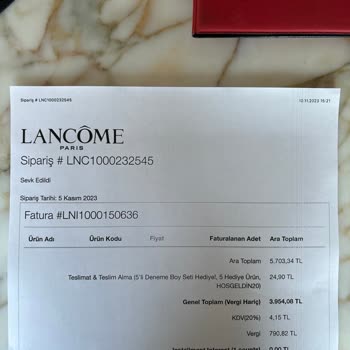 Sipariş # LNC1000232545 10.11.2023 16:21
LANCÔME
PARIS
Sipariş # LNC1000232545
Sevk Edildi
Sipariş Tarihi: 5 Kasım 2023
Fatura #LNI1000150636
Ürün Adı Ürün Kodu Fiyat Faturalanan Adet Ara Toplam
Ara Toplam 5.703,34 TL
Teslimat & Teslim Alma (5'li Deneme Boy Seti Hediye!, 5 Hediye Ürün, 24,90 TL
HOSGELDIN20)
Genel Toplam (Vergi Hariç) 3.954,08 TL
KDV(20%) 4,15 TL
Vergi 790,82 TL
0,00 TL